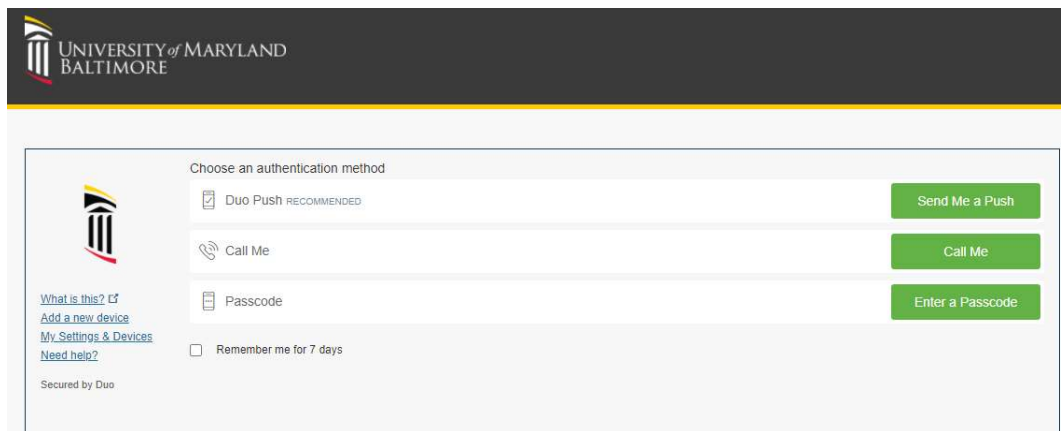 UNIVERSITY of MARYLAND
BALTIMORE
Choose an authentication method
Duo Push RECOMMENDED
Send Me a Push
Call Me
Call Me
Passcode
Enter a Passcode
Remember me for 7 days
What is this?
Add a new device
My Settings & Devices
Need help?
Secured by Duo